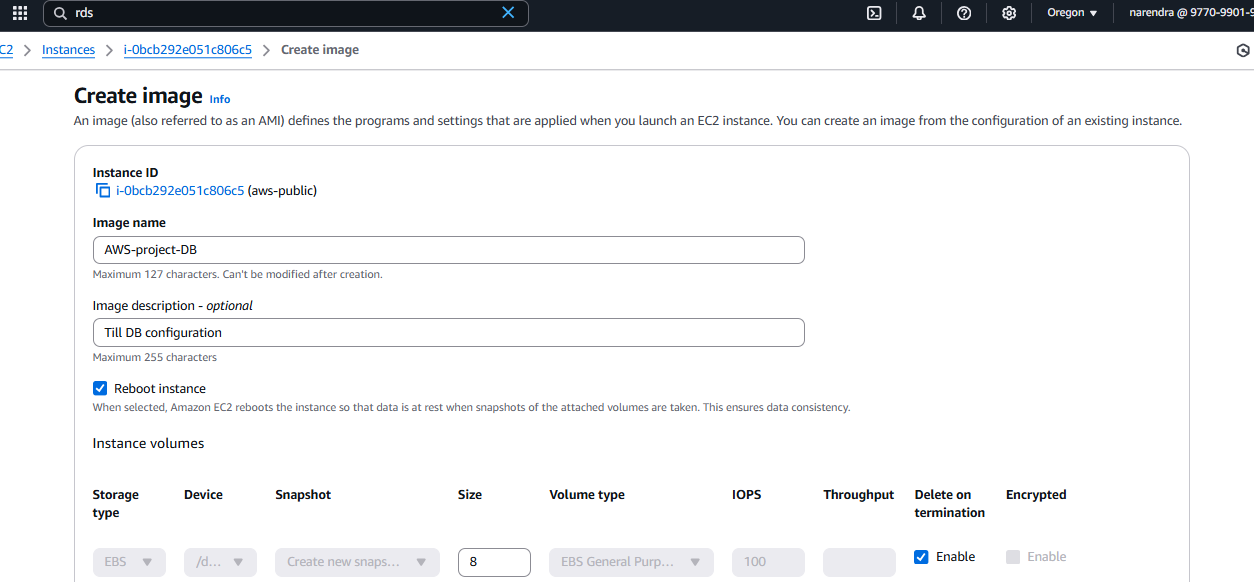 rds
Oregon
narendra @ 9770-9901-9
C2 > Instances > i-0bcb292e051c806c5 > Create image
Create image Info
An image (also referred to as an AMI) defines the programs and settings that are applied when you launch an EC2 instance. You can create an image from the configuration of an existing instance.
Instance ID
i-0bcb292e051c806c5 (aws-public)
Image name
AWS-project-DB
Maximum 127 characters. Can't be modified after creation.
Image description - optional
Till DB configuration
Maximum 255 characters
Reboot instance
When selected, Amazon EC2 reboots the instance so that data is at rest when snapshots of the attached volumes are taken. This ensures data consistency.
Instance volumes
Storage type Device Snapshot Size Volume type IOPS Throughput Delete on termination Encrypted
EBS /d... Create new snaps... 8 EBS General Purp... 100 Enable Enable